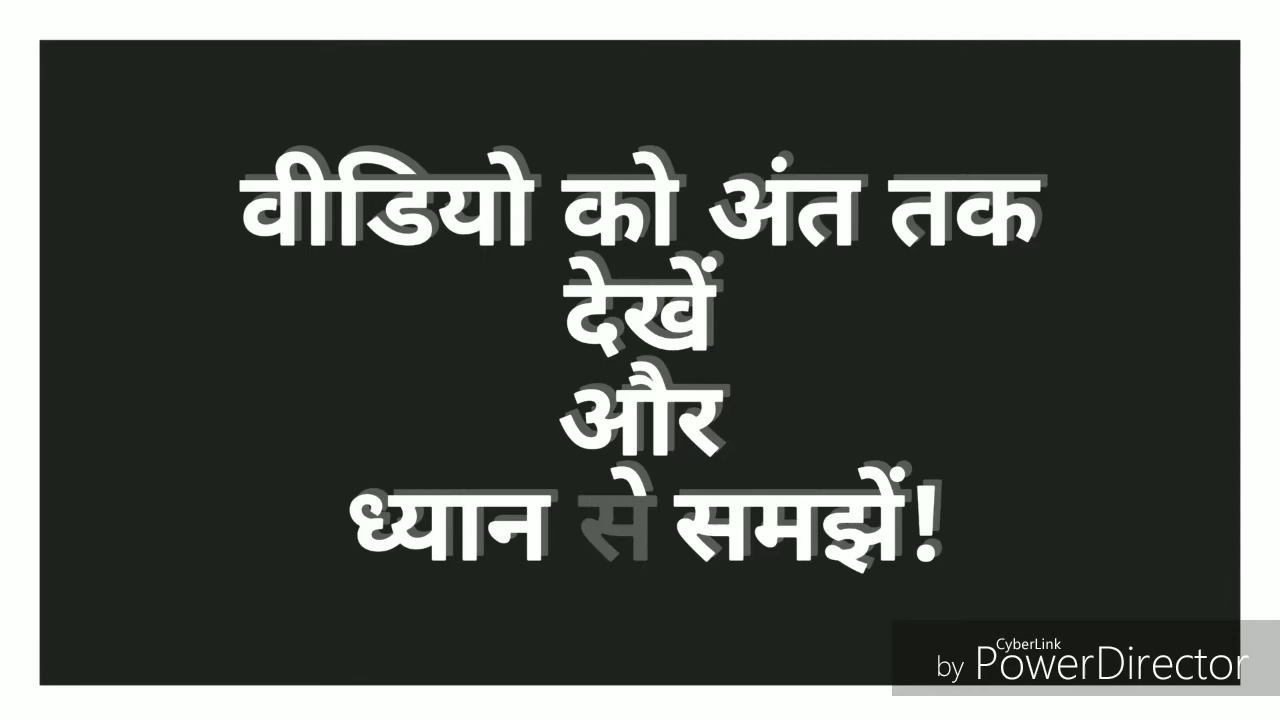 वीडियो को अंत तक
देखें
और
ध्यान से समझें!
CyberLink
by PowerDirector